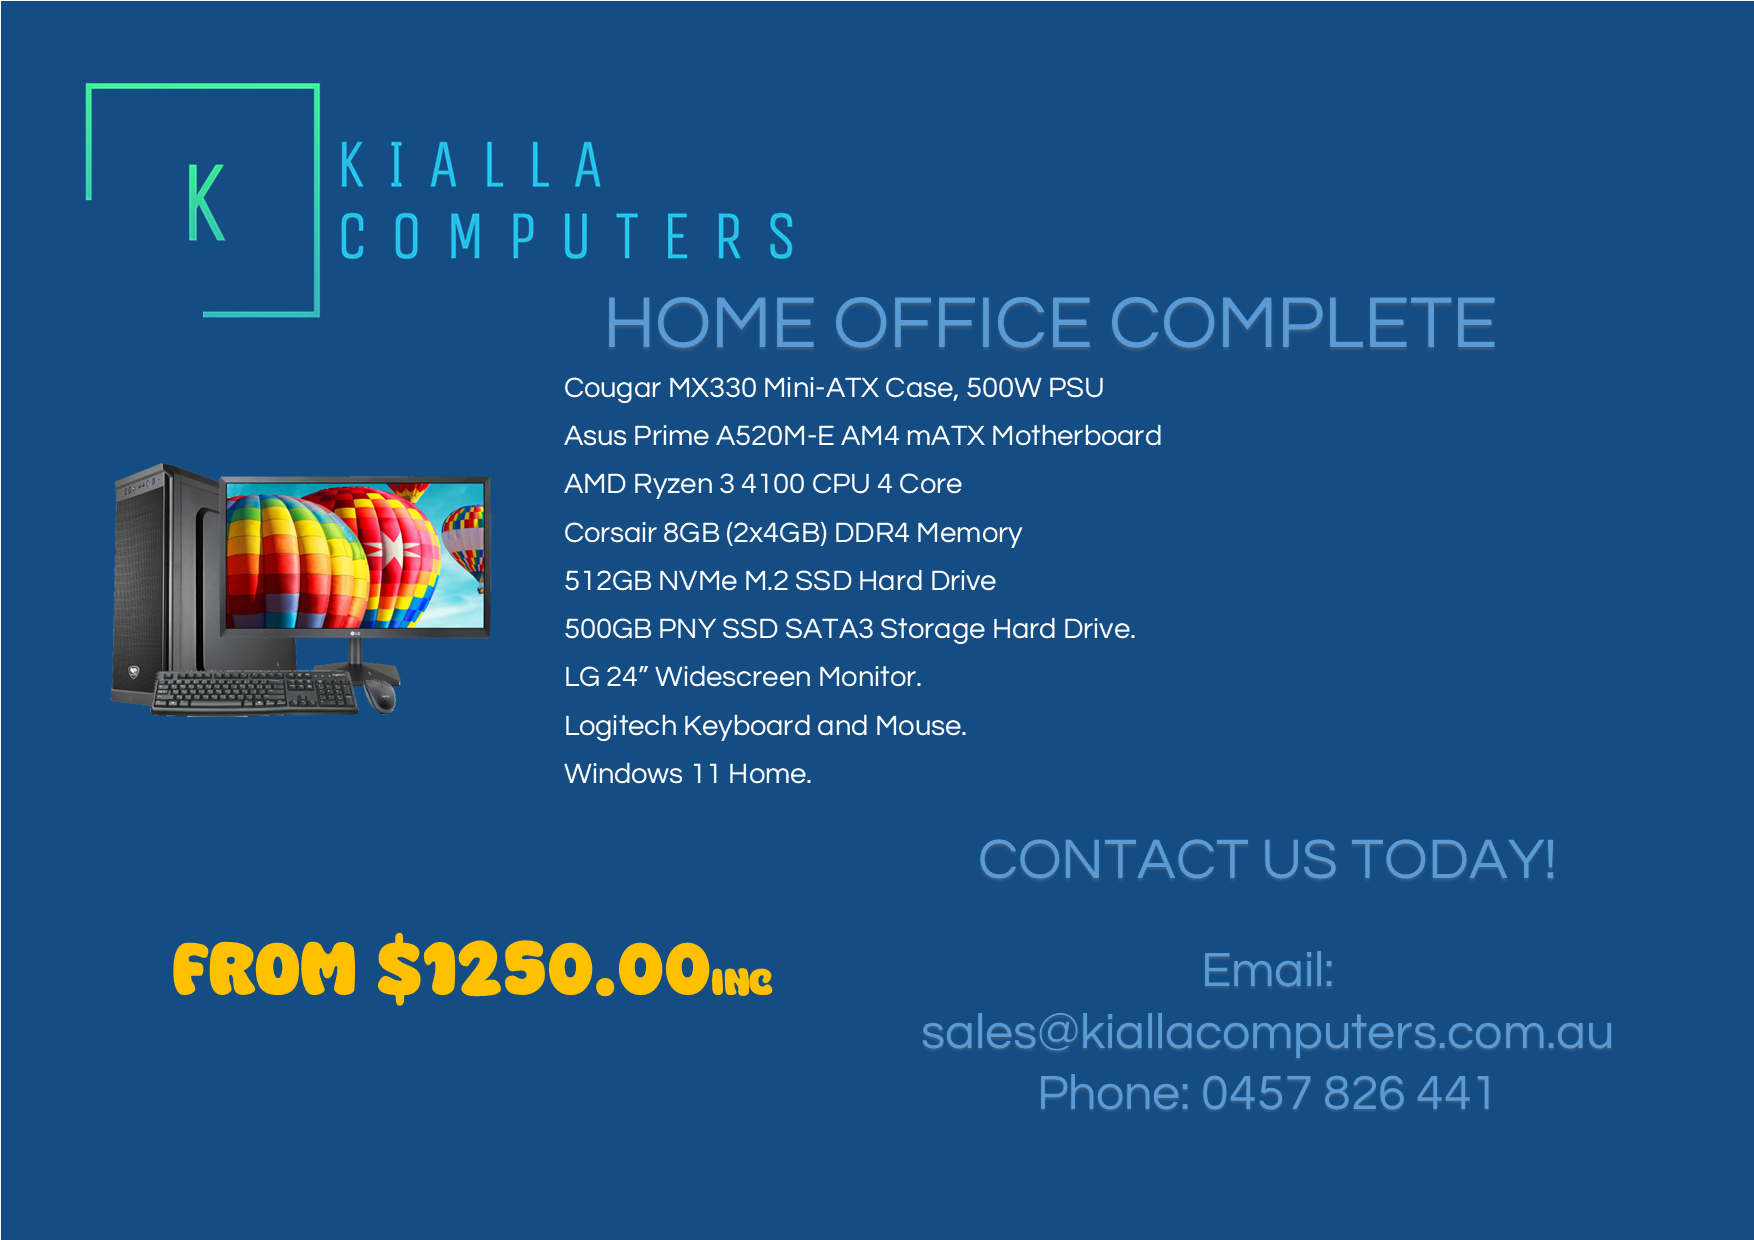 K
KIALLA
COMPUTERS
HOME OFFICE COMPLETE
Cougar MX330 Mini-ATX Case, 500W PSU
Asus Prime A520M-E AM4 mATX Motherboard
AMD Ryzen 3 4100 CPU 4 Core
Corsair 8GB (2x4GB) DDR4 Memory
512GB NVMe M.2 SSD Hard Drive
500GB PNY SSD SATA3 Storage Hard Drive.
LG 24” Widescreen Monitor.
Logitech Keyboard and Mouse.
Windows 11 Home.
CONTACT US TODAY!
FROM $1250.00INC
Email:
sales@kiallacomputers.com.au
Phone: 0457 826 441